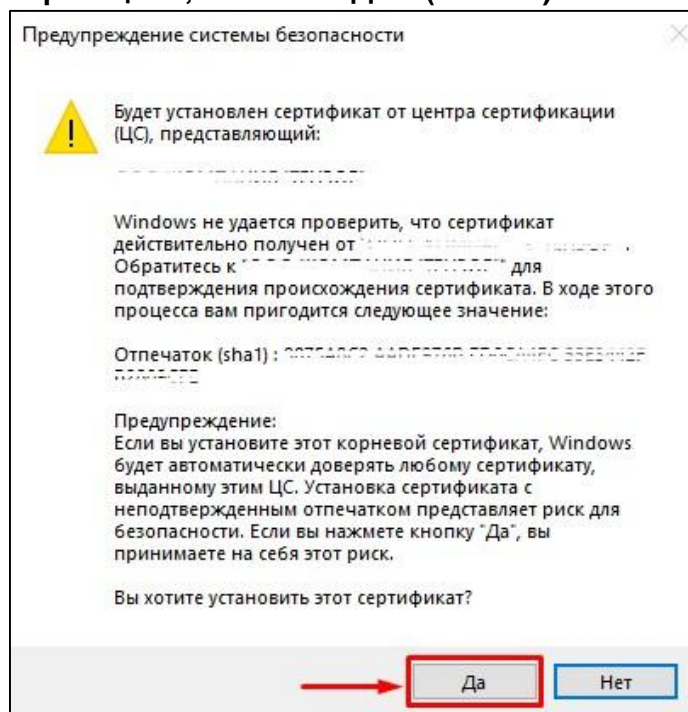 Предупреждение системы безопасности
Будет установлен сертификат от центра сертификации
(ЦС), представляющий:
Windows не удается проверить, что сертификат
действительно получен от
Обратитесь к для
подтверждения происхождения сертификата. В ходе этого
процесса вам пригодится следующее значение:
Отпечаток (sha1) :
Предупреждение:
Если вы установите этот корневой сертификат, Windows
будет автоматически доверять любому сертификату,
выданному этим ЦС. Установка сертификата с
неподтвержденным отпечатком представляет риск для
безопасности. Если вы нажмете кнопку "Да", вы
принимаете на себя этот риск.
Вы хотите установить этот сертификат?
Да
Нет